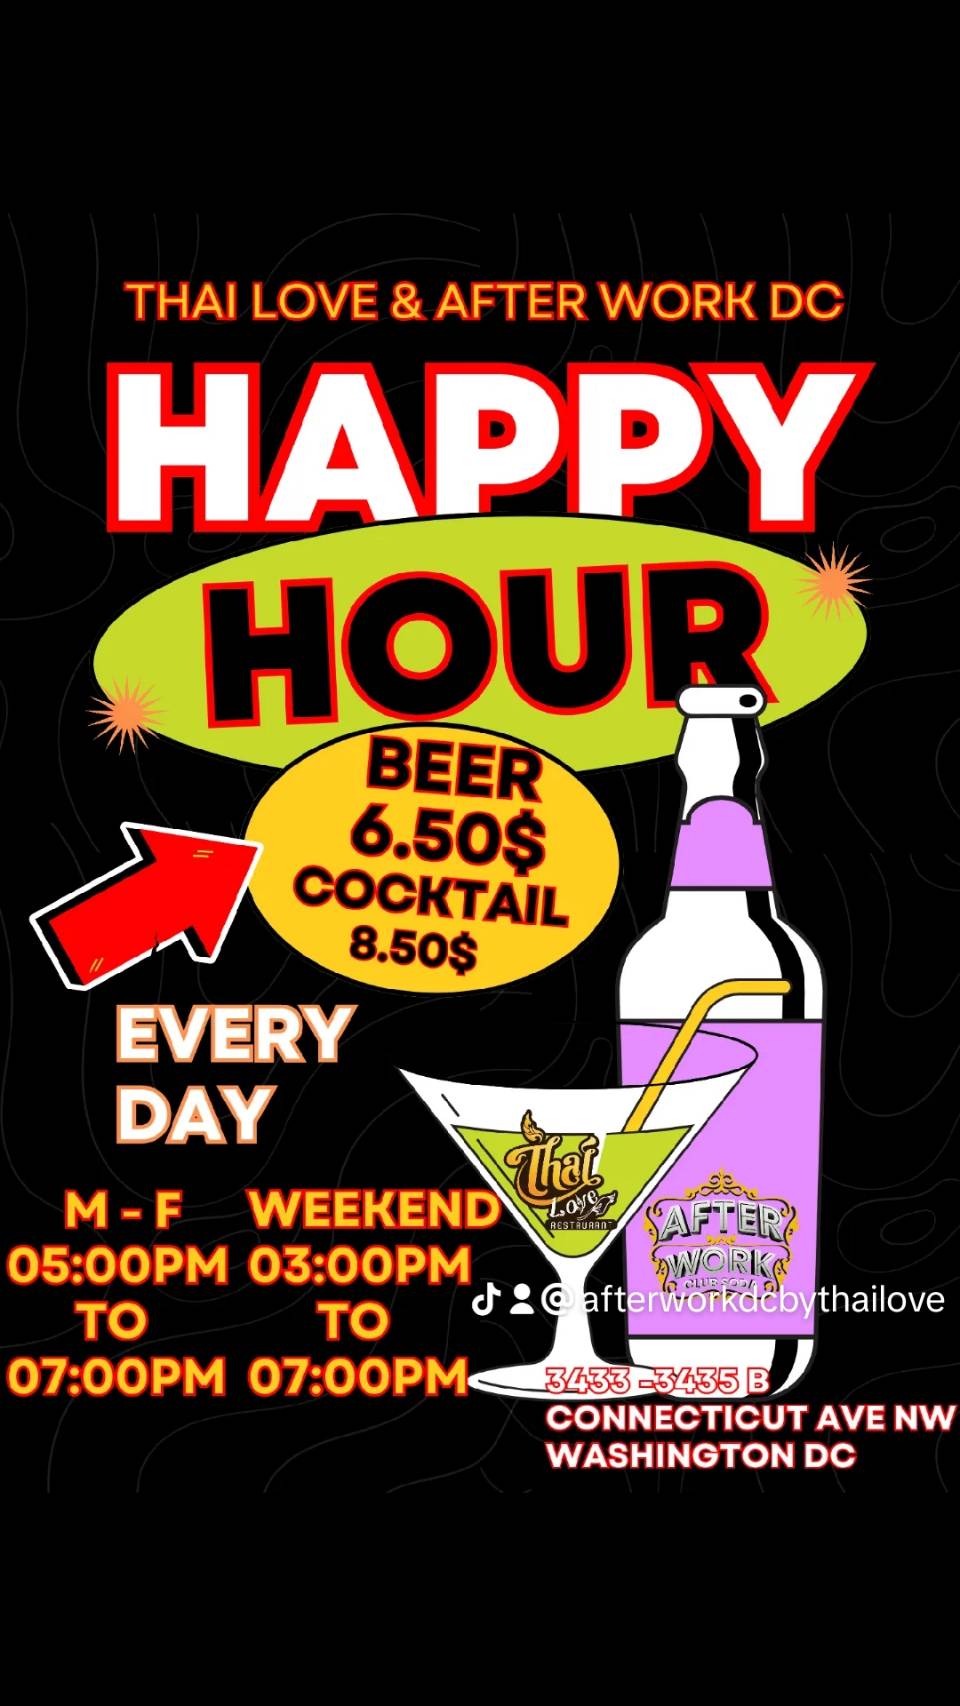 THAI LOVE & AFTER WORK DC
HAPPY
HOUR
BEER
6.50$
COCKTAIL
8.50$
EVERY
DAY
M - F
05:00PM
TO
07:00PM
WEEKEND
03:00PM
TO
07:00PM
Thai
Love
RESTAURANT
AFTER
WORK
CLUB SODA
@afterworkdcbythailove
3433 -3435 B
CONNECTICUT AVE NW
WASHINGTON DC